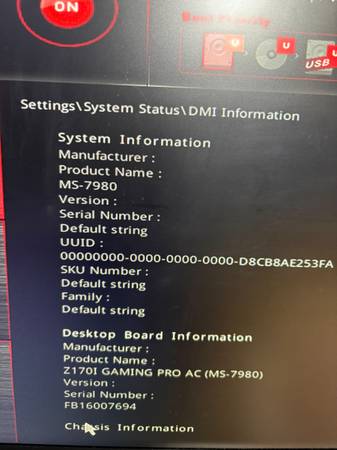 ON
Boot Priority
U
U
U
USB
Settings\System Status\DMI Information
System Information
Manufacturer :
Product Name :
MS-7980
Version :
Serial Number :
Default string
UUID :
00000000-0000-0000-0000-D8CB8AE253FA
SKU Number :
Default string
Family :
Default string
Desktop Board Information
Manufacturer :
Product Name :
Z170I GAMING PRO AC (MS-7980)
Version :
Serial Number :
FB16007694
Chassis Information